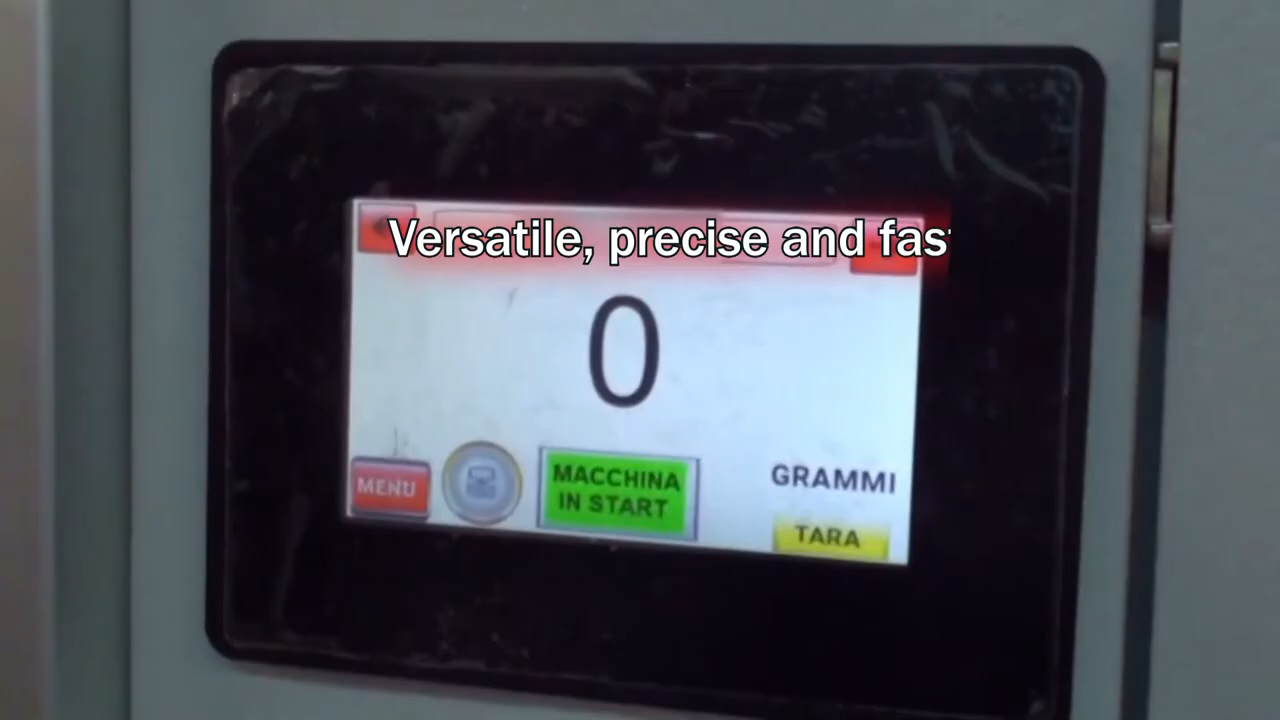 Versatile, precise and fas
0
MENU
MACCHINA
IN START
GRAMMI
TARA